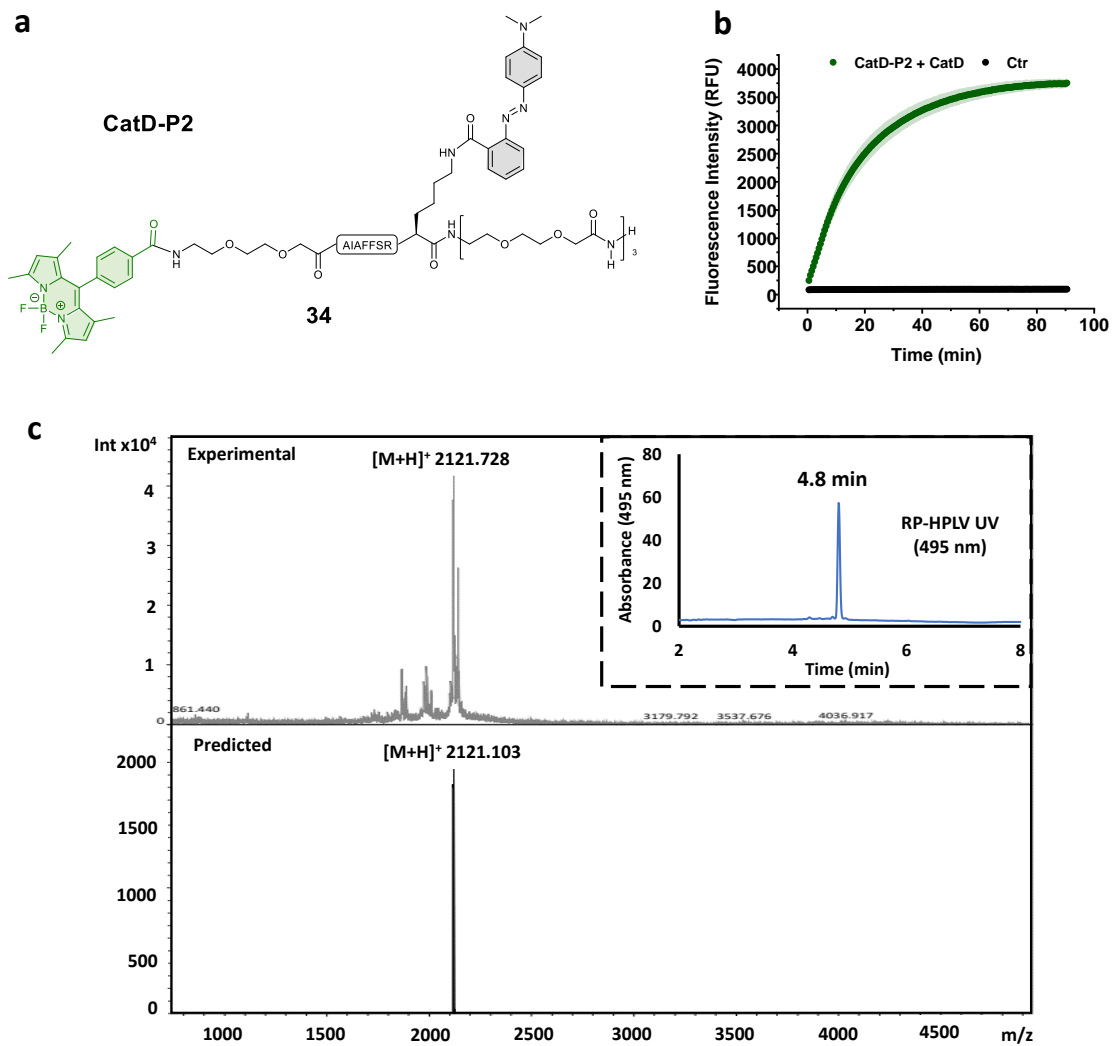 a
CatD-P2
N
N
N
O
HN
O
N
H
O
O
O
AIAFFSR
O
H
N
O
O
O
N
H
H
3
N
⊖
B
⊕
N
F
F
34
b
CatD-P2 + CatD
Ctr
Fluorescence Intensity (RFU)
4000
3500
3000
2500
2000
1500
1000
500
0
0 20 40 60 80 100
Time (min)
c
Int x10⁴
Experimental
[M+H]⁺ 2121.728
4
3
2
1
0
861.440
3179.792
3537.676
4036.917
Absorbance (495 nm)
80
60
40
20
0
4.8 min
RP-HPLV UV
(495 nm)
2 4 6 8
Time (min)
Predicted
[M+H]⁺ 2121.103
2000
1500
1000
500
0
1000 1500 2000 2500 3000 3500 4000 4500 m/z